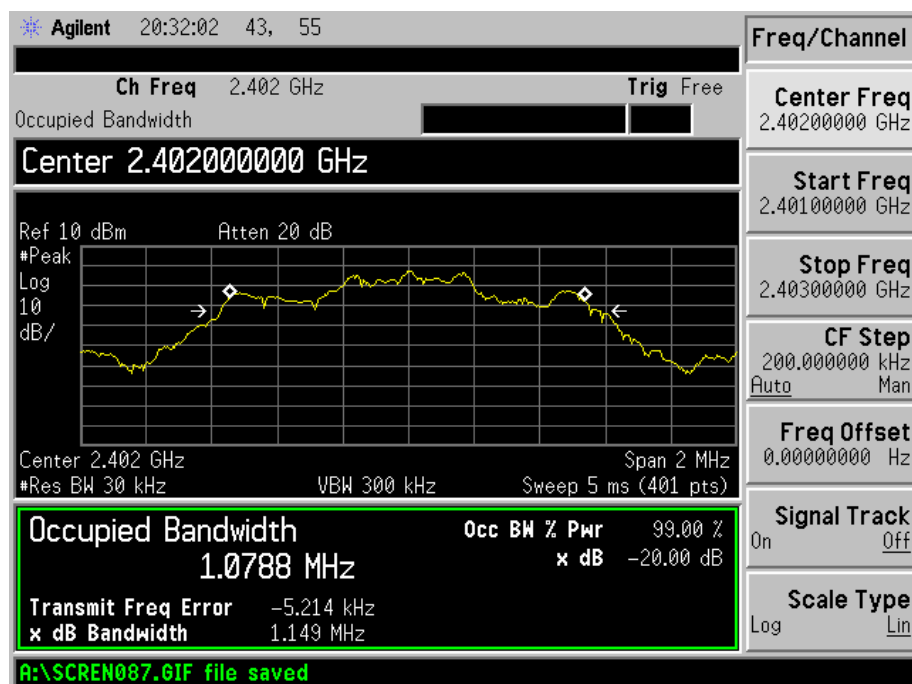 Agilent 20:32:02 43, 55
Ch Freq 2.402 GHz Trig Free
Occupied Bandwidth
Center 2.402000000 GHz
Ref 10 dBm Atten 20 dB
#Peak
Log
10
dB/
Center 2.402 GHz Span 2 MHz
#Res BW 30 kHz VBW 300 kHz Sweep 5 ms (401 pts)
Occupied Bandwidth Occ BW % Pwr 99.00 %
1.0788 MHz x dB -20.00 dB
Transmit Freq Error -5.214 kHz
x dB Bandwidth 1.149 MHz
A:\SCREN087.GIF file saved
Freq/Channel
Center Freq
2.40200000 GHz
Start Freq
2.40100000 GHz
Stop Freq
2.40300000 GHz
CF Step
200.000000 kHz
Auto Man
Freq Offset
0.00000000 Hz
Signal Track
On Off
Scale Type
Log Lin